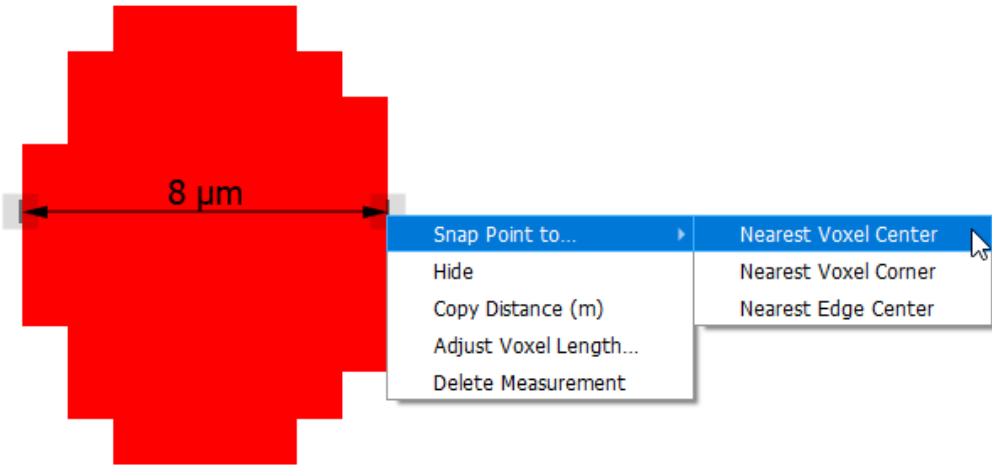 8 µm
Snap Point to...
Nearest Voxel Center
Hide
Nearest Voxel Corner
Copy Distance (m)
Nearest Edge Center
Adjust Voxel Length...
Delete Measurement